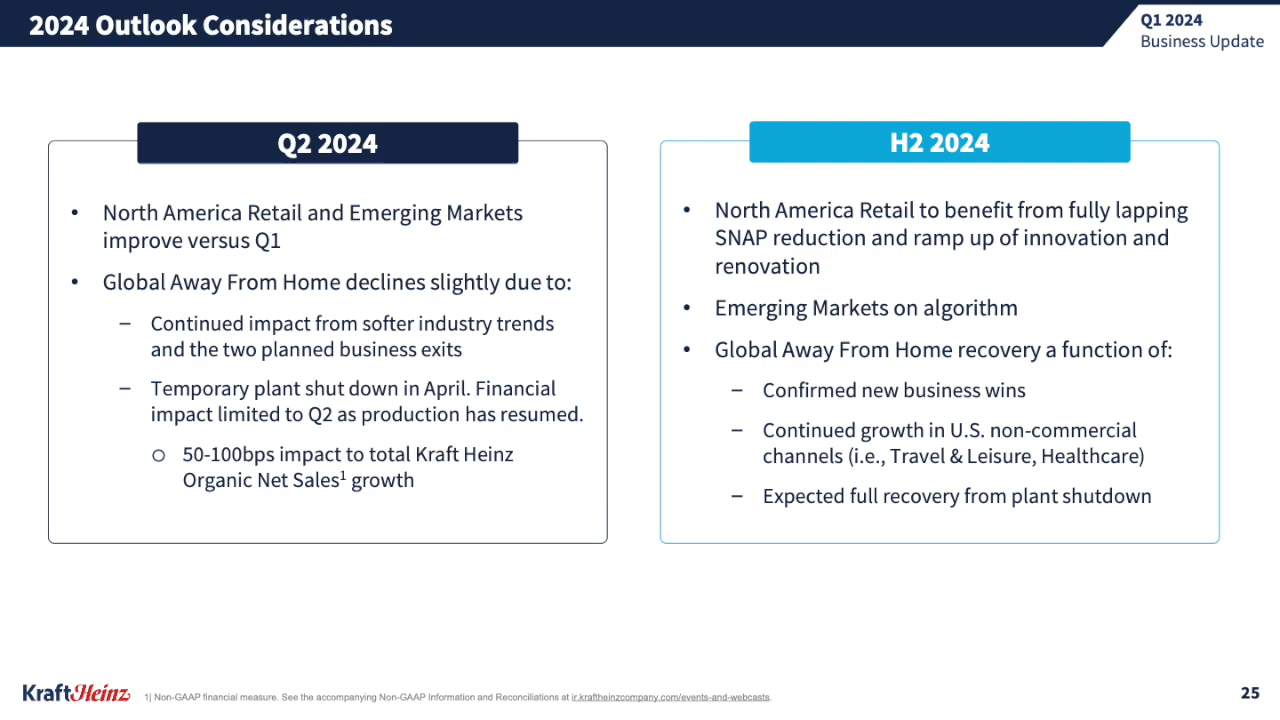 2024 Outlook Considerations
Q1 2024
Business Update
Q2 2024
• North America Retail and Emerging Markets
improve versus Q1
• Global Away From Home declines slightly due to:
– Continued impact from softer industry trends
and the two planned business exits
– Temporary plant shut down in April. Financial
impact limited to Q2 as production has resumed.
○ 50-100bps impact to total Kraft Heinz
Organic Net Sales¹ growth
H2 2024
• North America Retail to benefit from fully lapping
SNAP reduction and ramp up of innovation and
renovation
• Emerging Markets on algorithm
• Global Away From Home recovery a function of:
– Confirmed new business wins
– Continued growth in U.S. non-commercial
channels (i.e., Travel & Leisure, Healthcare)
– Expected full recovery from plant shutdown
KraftHeinz
1| Non-GAAP financial measure. See the accompanying Non-GAAP Information and Reconciliations at ir.kraftheinzcompany.com/events-and-webcasts.
25